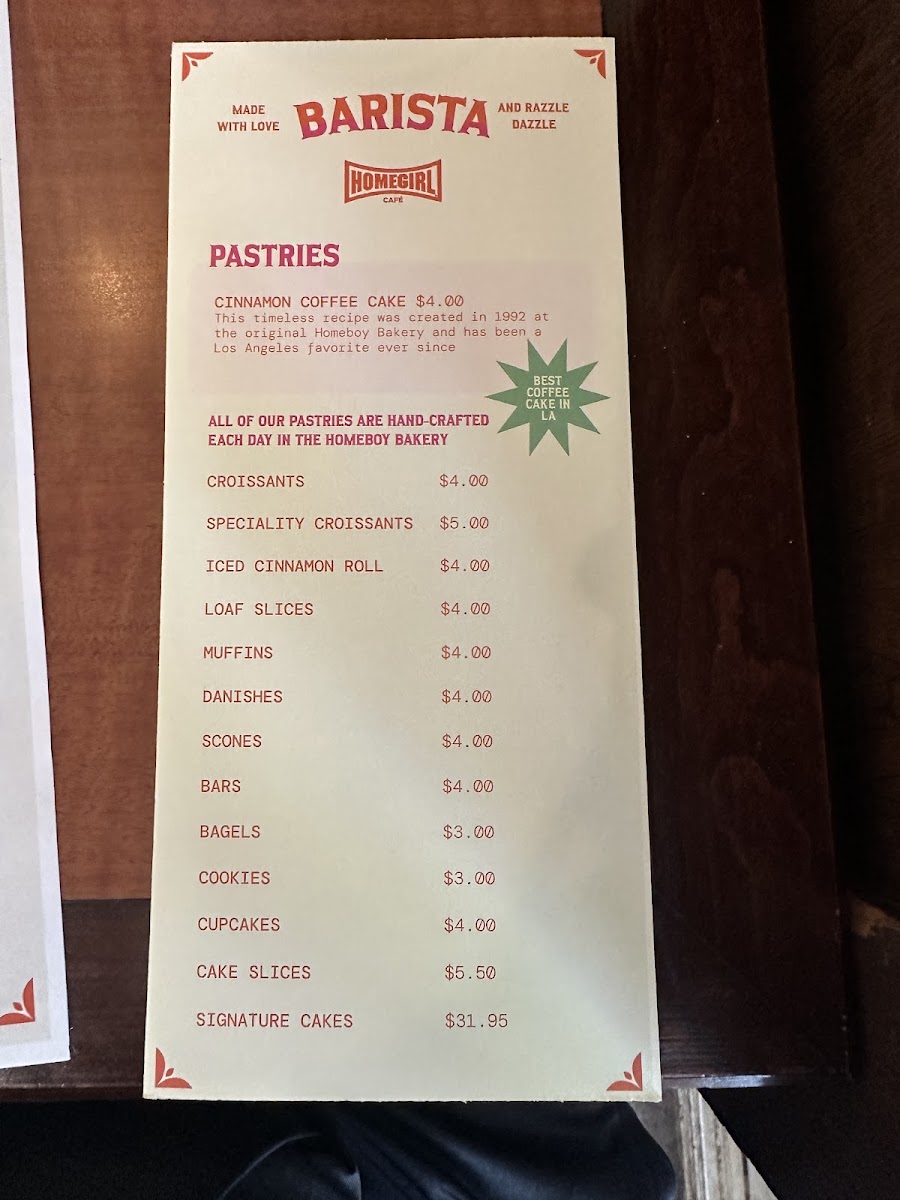 MADE
WITH LOVE
BARISTA
AND RAZZLE
DAZZLE
HOMEGIRL
CAFÉ
PASTRIES
CINNAMON COFFEE CAKE $4.00
This timeless recipe was created in 1992 at
the original Homeboy Bakery and has been a
Los Angeles favorite ever since
BEST
COFFEE
CAKE IN
LA
ALL OF OUR PASTRIES ARE HAND-CRAFTED
EACH DAY IN THE HOMEBOY BAKERY
CROISSANTS $4.00
SPECIALITY CROISSANTS $5.00
ICED CINNAMON ROLL $4.00
LOAF SLICES $4.00
MUFFINS $4.00
DANISHES $4.00
SCONES $4.00
BARS $4.00
BAGELS $3.00
COOKIES $3.00
CUPCAKES $4.00
CAKE SLICES $5.50
SIGNATURE CAKES $31.95